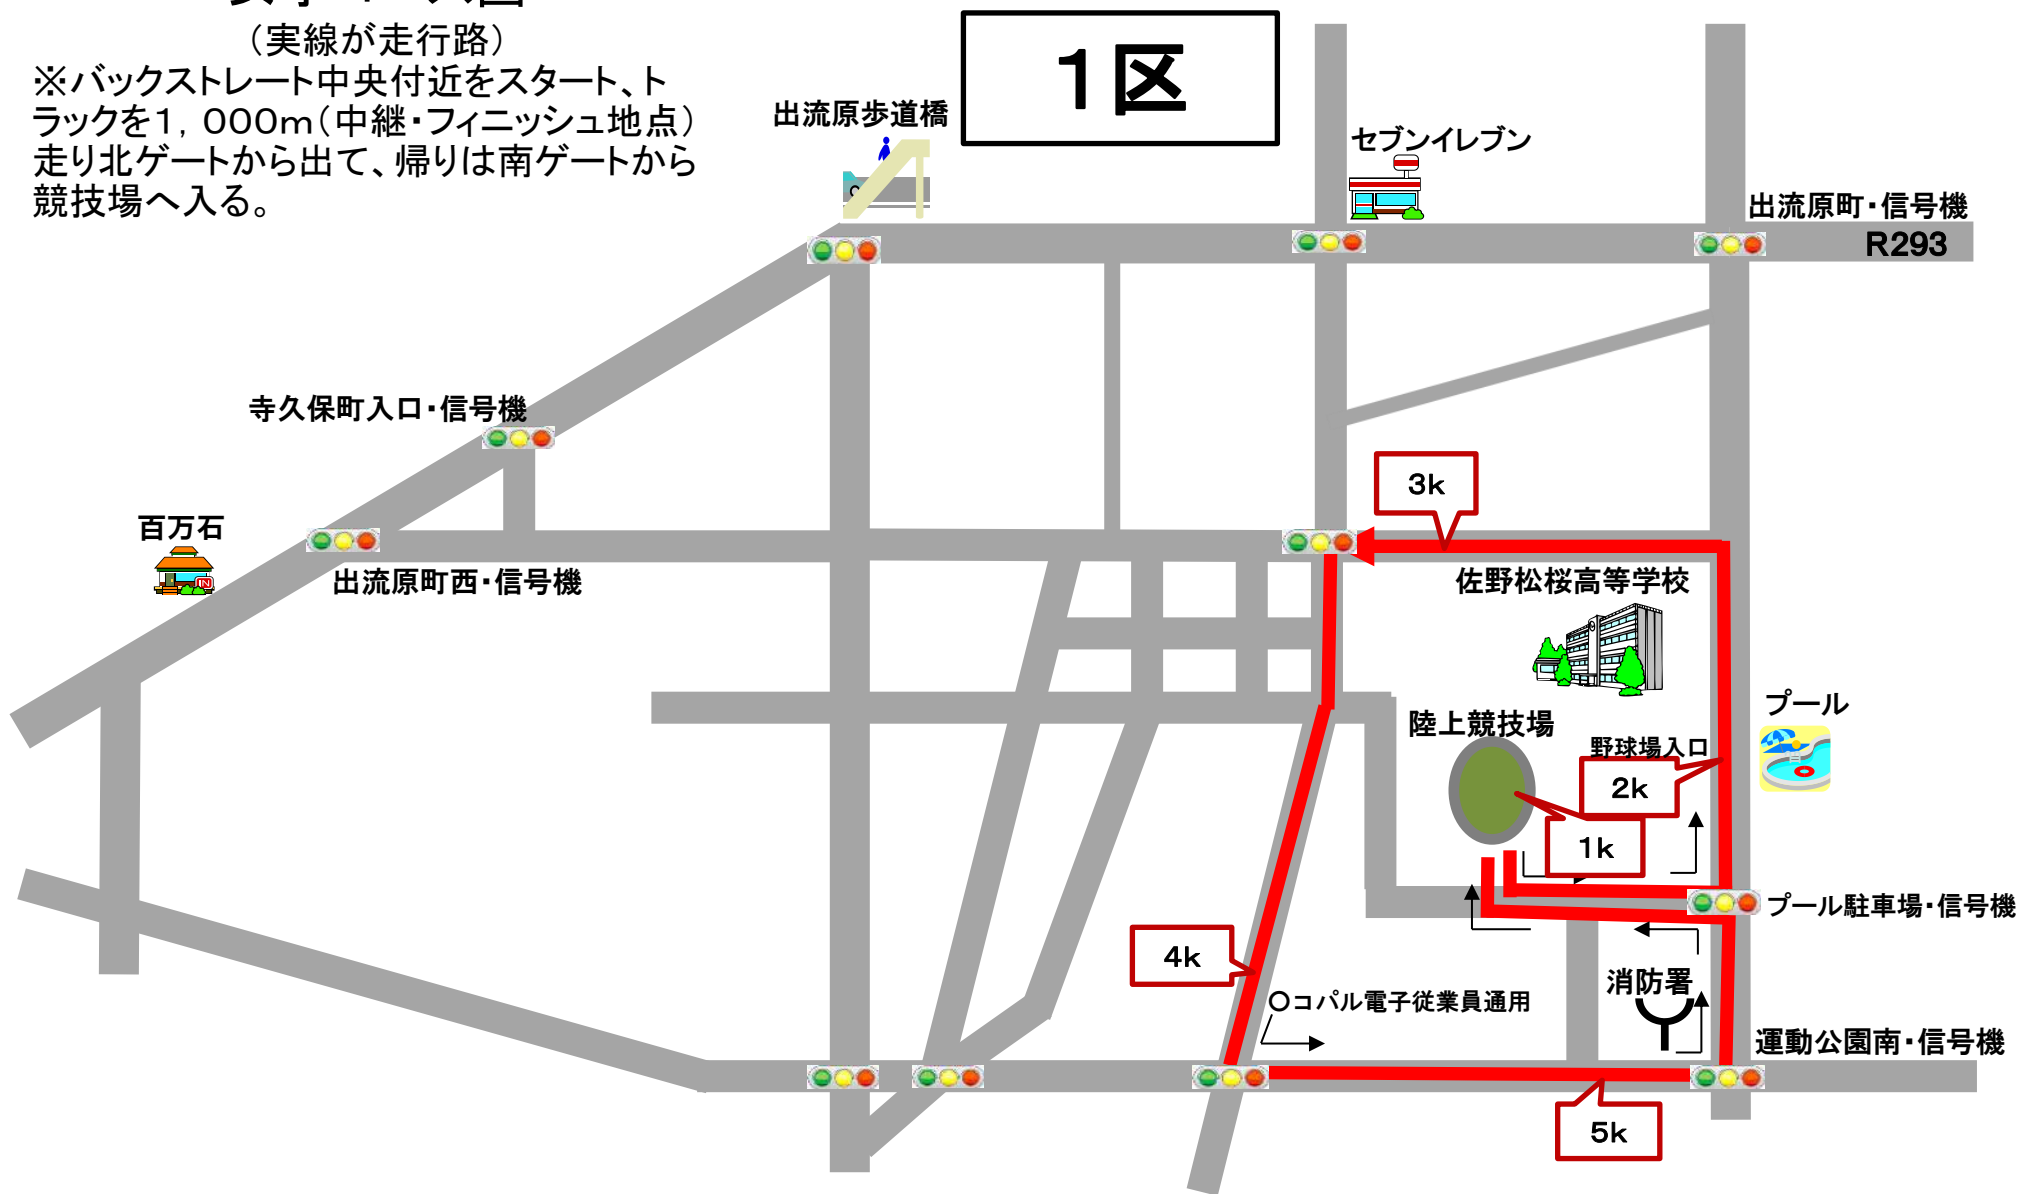 (実線が走行路)
※バックストレート中央付近をスタート、ト
ラックを1,000m(中継・フィニッシュ地点)
走り北ゲートから出て、帰りは南ゲートから
競技場へ入る。
1区
出流原歩道橋
セブンイレブン
出流原町・信号機
R293
寺久保町入口・信号機
3k
百万石
出流原町西・信号機
佐野松桜高等学校
プール
陸上競技場
野球場入口
2k
1k
プール駐車場・信号機
4k
消防署
○コパル電子従業員通用
運動公園南・信号機
5k